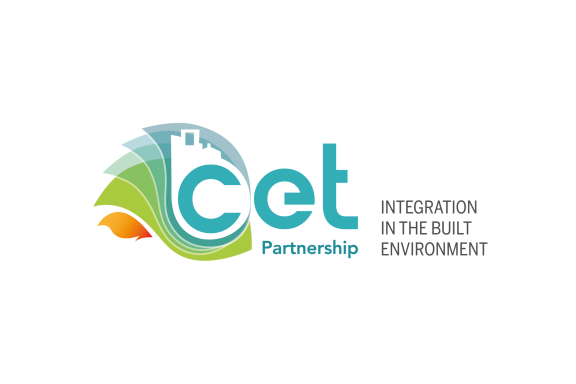 cet
Partnership
INTEGRATION
IN THE BUILT
ENVIRONMENT